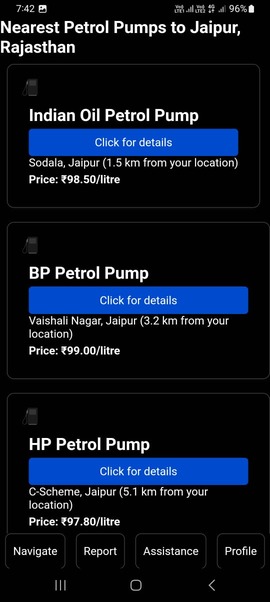 7:42
96%
Nearest Petrol Pumps to Jaipur,
Rajasthan
Indian Oil Petrol Pump
Click for details
Sodala, Jaipur (1.5 km from your location)
Price: ₹98.50/litre
BP Petrol Pump
Click for details
Vaishali Nagar, Jaipur (3.2 km from your
location)
Price: ₹99.00/litre
HP Petrol Pump
Click for details
C-Scheme, Jaipur (5.1 km from your
location)
Price: ₹97.80/litre
Navigate Report Assistance Profile